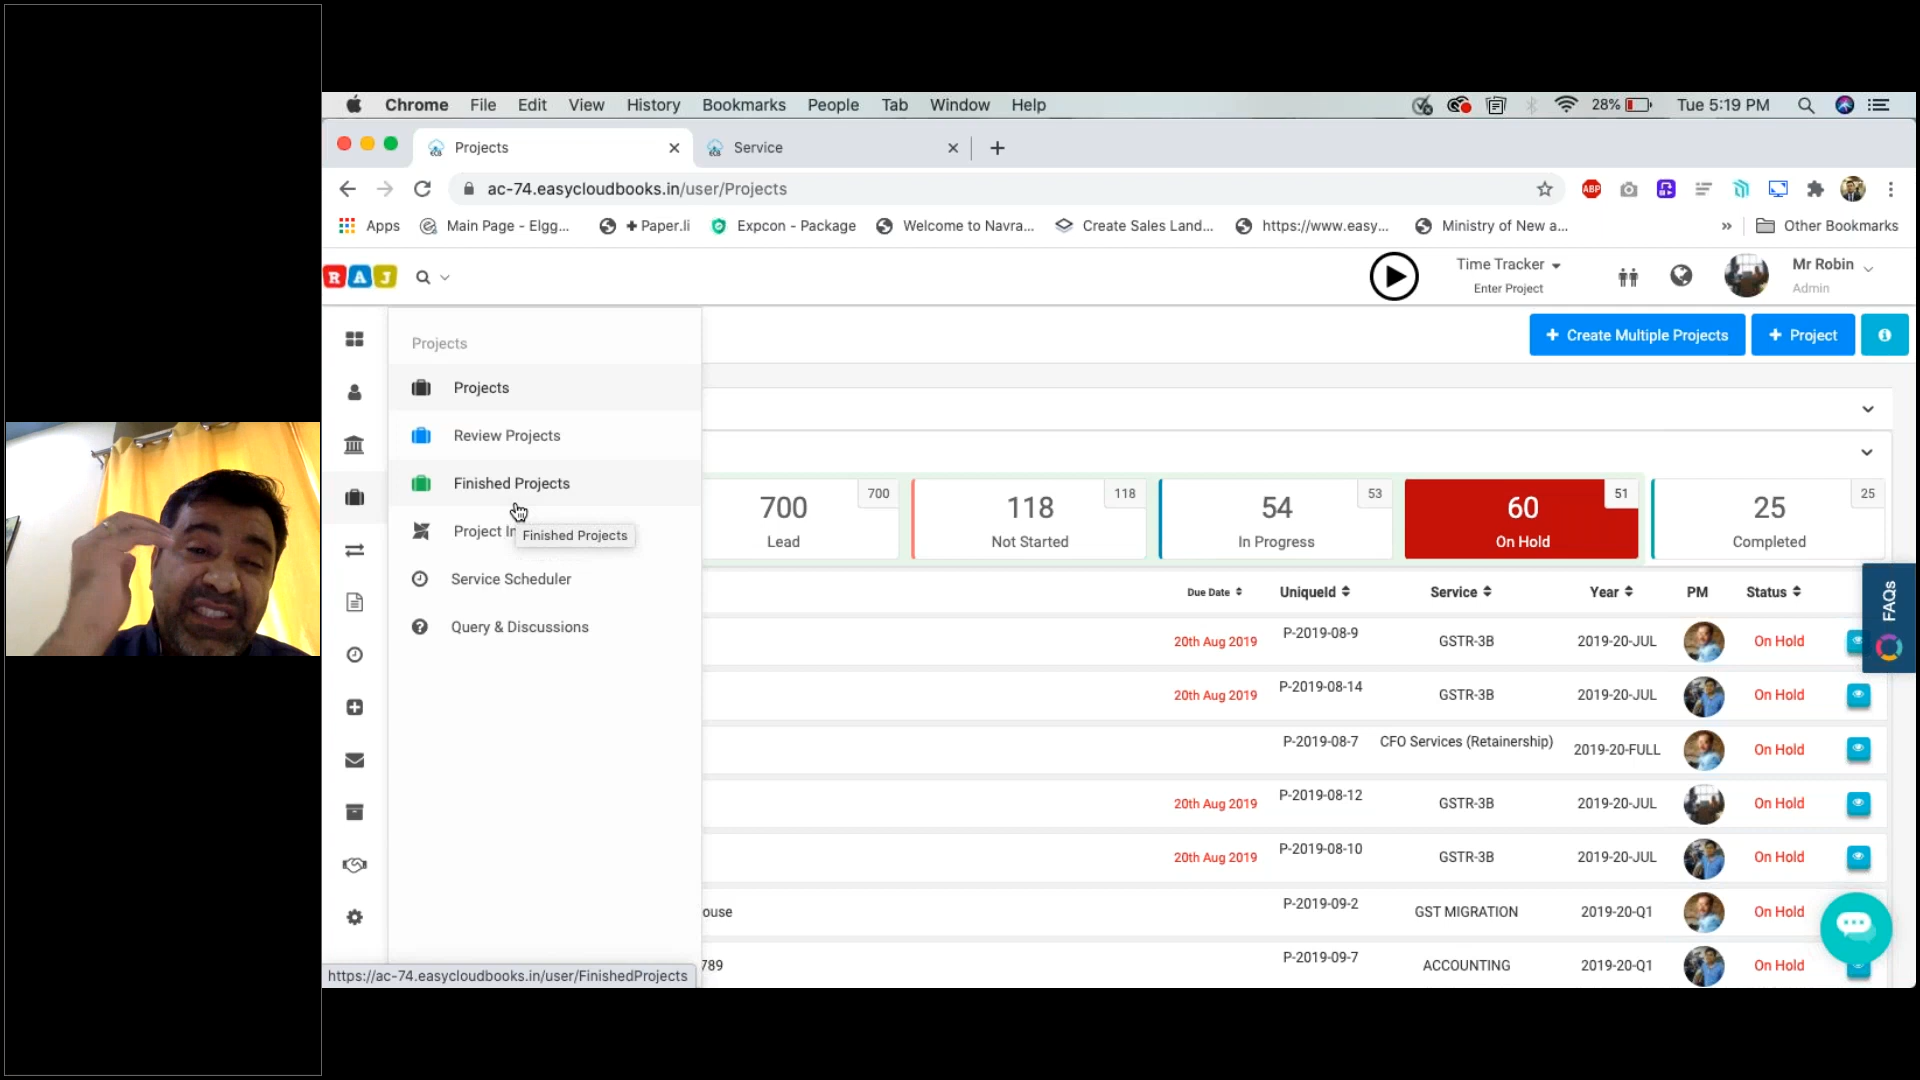 Chrome File Edit View History Bookmarks People Tab Window Help 28% Tue 5:19 PM
Projects Service
ac-74.easycloudbooks.in/user/Projects ABP
Apps Main Page - Elgg... + Paper.li Expcon - Package Welcome to Navra... Create Sales Land... https://www.easy... Ministry of New a... » Other Bookmarks
RAJ Time Tracker Mr Robin
Enter Project Admin
Projects
+ Create Multiple Projects + Project
Projects
Review Projects
Finished Projects
Project In
Finished Projects
Service Scheduler
Query & Discussions
700 700
Lead
118 118
Not Started
54 53
In Progress
60 51
On Hold
25 25
Completed
Due Date UniqueId Service Year PM Status
20th Aug 2019 P-2019-08-9 GSTR-3B 2019-20-JUL On Hold
20th Aug 2019 P-2019-08-14 GSTR-3B 2019-20-JUL On Hold
P-2019-08-7 CFO Services (Retainership) 2019-20-FULL On Hold
20th Aug 2019 P-2019-08-12 GSTR-3B 2019-20-JUL On Hold
20th Aug 2019 P-2019-08-10 GSTR-3B 2019-20-JUL On Hold
ouse P-2019-09-2 GST MIGRATION 2019-20-Q1 On Hold
789 P-2019-09-7 ACCOUNTING 2019-20-Q1 On Hold
FAQs
https://ac-74.easycloudbooks.in/user/FinishedProjects